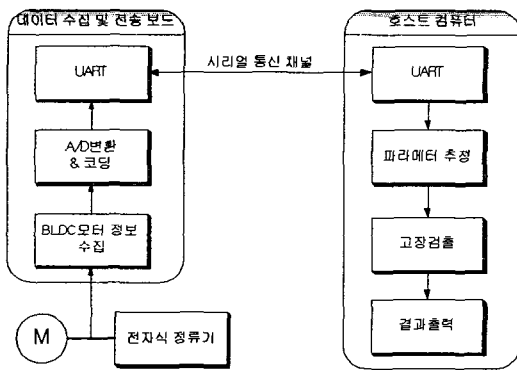 데이터 수집 및 전송 보드
UART
A/D변환
& 코딩
BLDC모터 정보
수집
M
전자식 정류기
시리얼 통신 채널
호스트 컴퓨터
UART
파라메터 추정
고장검출
결과출력